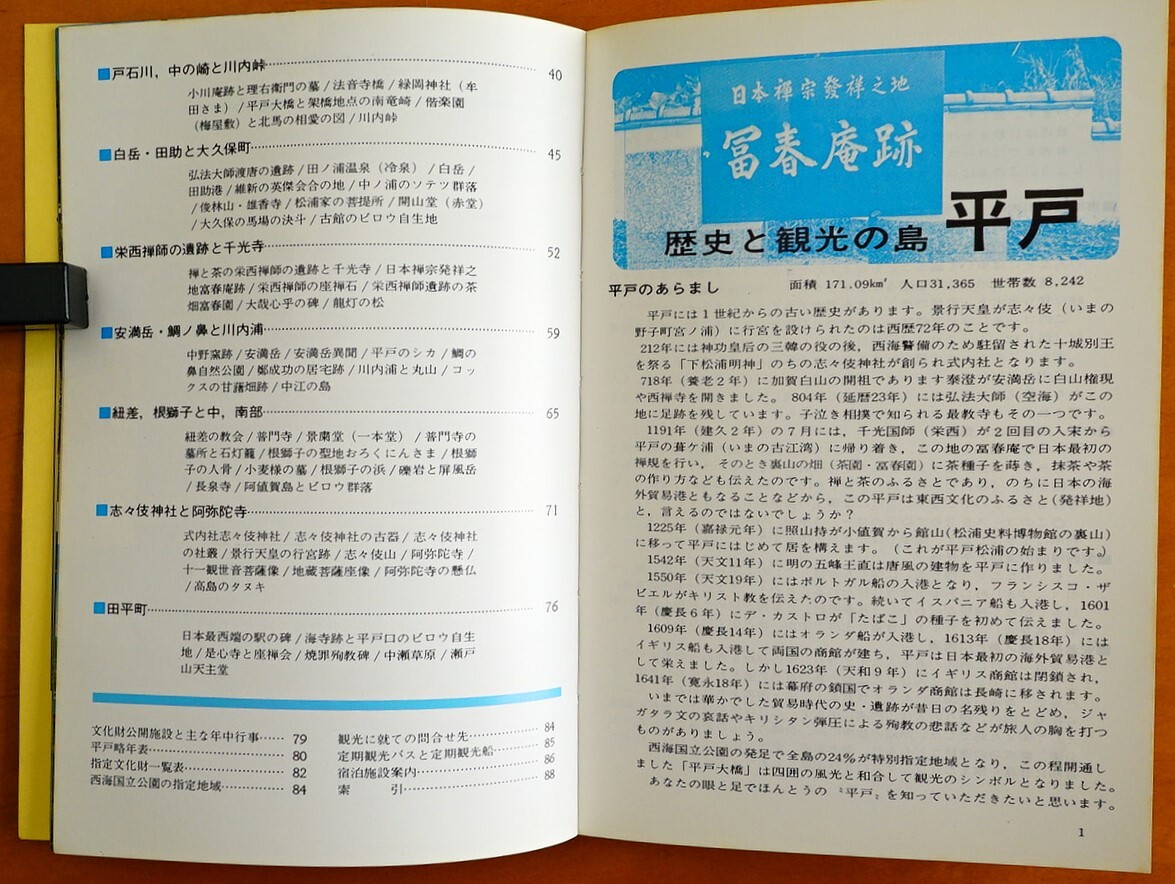 ■戸石川，中の崎と川内峠……………………………… 40
小川庵跡と理右衛門の墓/法音寺橋/緑岡神社（牟
田さま）/平戸大橋と架橋地点の南竜崎/偕楽園
（梅屋敷）と北馬の相愛の図/川内峠
■白岳・田助と大久保町……………………………… 45
弘法大師渡唐の遺跡/田ノ浦温泉（冷泉）/白岳/
田助港/維新の英傑会合の地/中ノ浦のソテツ群落
/俊林山・雄香寺/松浦家の菩提所/開山堂（赤堂）
/大久保の馬場の決斗/古館のビロウ自生地
■栄西禅師の遺跡と千光寺……………………………… 52
禅と茶の栄西禅師の遺跡と千光寺/日本禅宗発祥之
地富春庵跡/栄西禅師の座禅石/栄西禅師遺跡の茶
畑富春園/大哉心乎の碑/龍灯の松
■安満岳・鯛ノ鼻と川内浦……………………………… 59
中野窯跡/安満岳/安満岳異聞/平戸のシカ/鯛の
鼻自然公園/鄭成功の居宅跡/川内浦と丸山/コッ
クスの甘藷畑跡/中江の島
■紐差，根獅子と中，南部……………………………… 65
紐差の教会/普門寺/景粛堂（一本堂）/普門寺の
墓所と石灯籠/根獅子の聖地おろくにんさま/根獅
子の人骨/小麦様の墓/根獅子の浜/礫岩と屏風岳
/長泉寺/阿値賀島とビロウ群落
■志々伎神社と阿弥陀寺……………………………… 71
式内社志々伎神社/志々伎神社の古器/志々伎神社
の社叢/景行天皇の行宮跡/志々伎山/阿弥陀寺/
十一観世音菩薩像/地蔵菩薩座像/阿弥陀寺の懸仏
/高島のタヌキ
■田平町……………………………… 76
日本最西端の駅の碑/海寺跡と平戸口のビロウ自生
地/是心寺と座禅会/焼罪殉教碑/中瀬草原/瀬戸
山天主堂
文化財公開施設と主な年中行事…… 79
平戸略年表……………… 80
指定文化財一覧表……………… 82
西海国立公園の指定地域……………… 84
観光に就ての問合せ先……………… 84
定期観光バスと定期観光船……………… 85
宿泊施設案内……………… 86
索　　引……………… 88
日本禅宗發祥之地
冨春庵跡
歴史と観光の島 平戸
平戸のあらまし　面積 171.09km² 人口31,365 世帯数 8,242
平戸には1世紀からの古い歴史があります。景行天皇が志々伎（いまの
野子町宮ノ浦）に行宮を設けられたのは西歴72年のことです。
212年には神功皇后の三韓の役の後，西海警備のため駐留された十城別王
を祭る「下松浦明神」のちの志々伎神社が創られ式内社となります。
718年（養老2年）に加賀白山の開祖であります泰澄が安満岳に白山権現
や西禅寺を開きました。 804年（延暦23年）には弘法大師（空海）がこの
地に足跡を残しています。子泣き相撲で知られる最教寺もその一つです。
1191年（建久2年）の7月には，千光国師（栄西）が2回目の入宋から
平戸の葦ケ浦（いまの古江湾）に帰り着き，この地の冨春庵で日本最初の
禅規を行い，そのとき裏山の畑（茶園・冨春園）に茶種子を蒔き，抹茶や茶
の作り方なども伝えたのです。禅と茶のふるさとであり，のちに日本の海
外貿易港ともなることなどから，この平戸は東西文化のふるさと(発祥地)
と，言えるのではないでしょうか？
1225年（嘉禄元年）に照山持が小値賀から館山(松浦史料博物館の裏山)
に移って平戸にはじめて居を構えます。（これが平戸松浦の始まりです。）
1542年（天文11年）に明の五峰王直は唐風の建物を平戸に作りました。
1550年（天文19年）にはポルトガル船の入港となり，フランシスコ・ザ
ビエルがキリスト教を伝えたのです。続いてイスパニア船も入港し，1601
年（慶長6年）にデ・カストロが「たばこ」の種子を初めて伝えました。
1609年（慶長14年）にはオランダ船が入港し，1613年（慶長18年）には
イギリス船も入港して両国の商館が建ち，平戸は日本最初の海外貿易港と
して栄えました。しかし1623年（天和9年）にイギリス商館は閉鎖され，
1641年（寛永18年）には幕府の鎖国でオランダ商館は長崎に移されます。
いまでは華かでした貿易時代の史・遺跡が昔日の名残りをとどめ，ジャ
ガタラ文の哀話やキリシタン弾圧による殉教の悲話などが旅人の胸を打つ
ものがありましょう。
西海国立公園の発足で全島の24%が特別指定地域となり，この程開通し
ました「平戸大橋」は四囲の風光と和合して観光のシンボルとなりました。
あなたの眼と足でほんとうの〝平戸〟を知っていただきたいと思います。
1